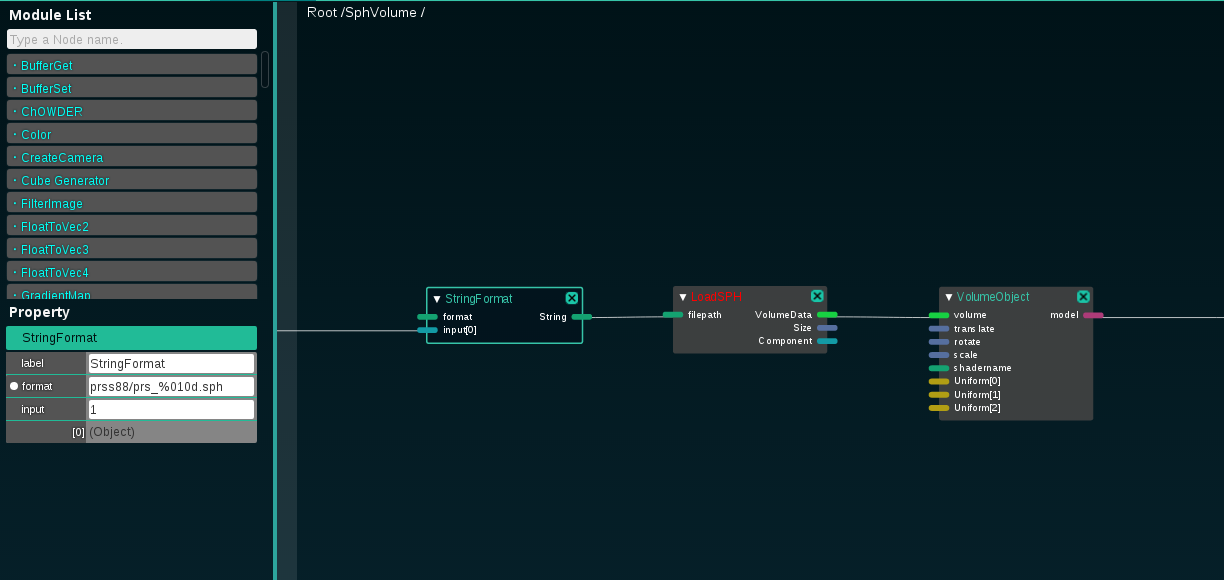 Module List
Type a Node name.
· BufferGet
· BufferSet
· ChOWDER
· Color
· CreateCamera
· Cube Generator
· FilterImage
· FloatToVec2
· FloatToVec3
· FloatToVec4
· GradientMap
Property
StringFormat
label StringFormat
format prss88/prs_%010d.sph
input 1
[0] (Object)
Root /SphVolume /
▼ StringFormat
format String
input[0]
▼ LoadSPH
filepath VolumeData
Size
Component
▼ VolumeObject
volume model
translate
rotate
scale
shadername
Uniform[0]
Uniform[1]
Uniform[2]